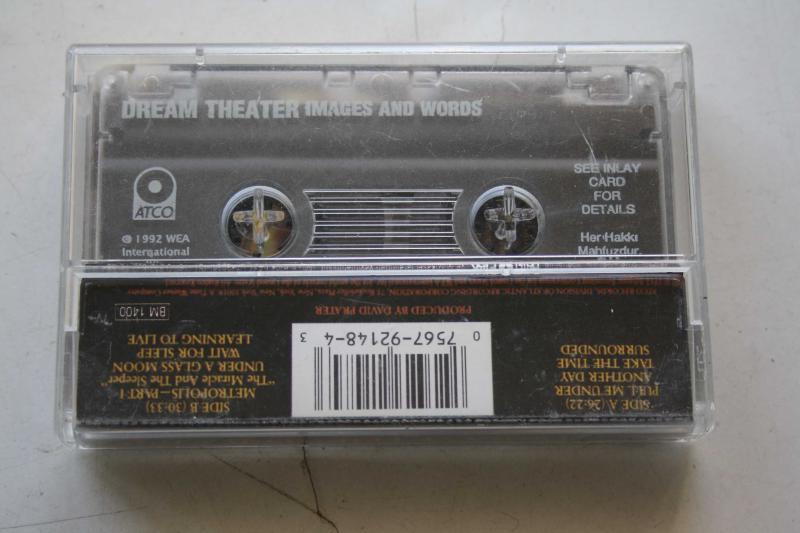 DREAM THEATER IMAGES AND WORDS
ATCO
℗ 1992 WEA
International
SEE INLAY
CARD
FOR
DETAILS
Her Hakkı
Mahfuzdur.
SIDE A (26:22)
PULL ME UNDER
ANOTHER DAY
TAKE THE TIME
SURROUNDED
0 7567-92148-4 3
SIDE B (30:33)
METROPOLIS—PART I
"The Miracle And The Sleeper"
UNDER A GLASS MOON
WAIT FOR SLEEP
LEARNING TO LIVE
PRODUCED BY DAVID PRATER
BM 1400